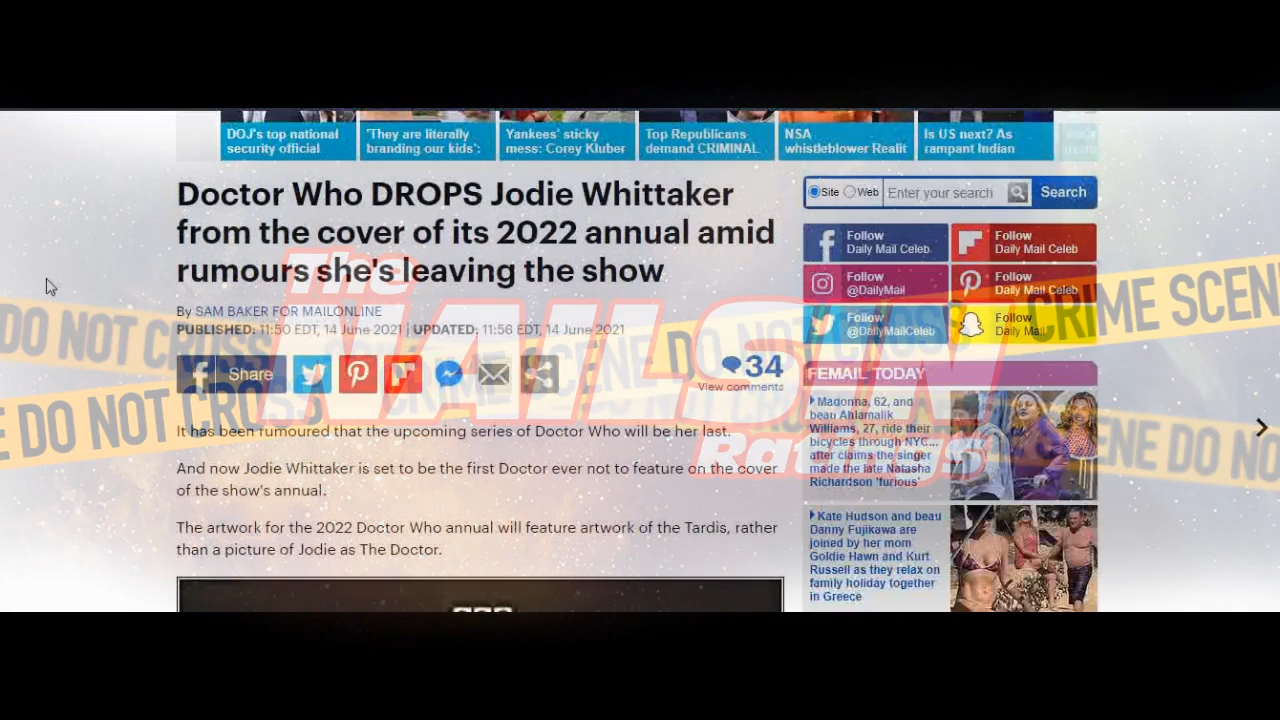 DOJ's top national
security official
'They are literally
branding our kids':
Yankees' sticky
mess: Corey Kluber
Top Republicans
demand CRIMINAL
NSA
whistleblower Realit
Is US next? As
rampant Indian
Doctor Who DROPS Jodie Whittaker
from the cover of its 2022 annual amid
rumours she's leaving the show
By SAM BAKER FOR MAILONLINE
PUBLISHED: 11:50 EDT, 14 June 2021 | UPDATED: 11:56 EDT, 14 June 2021
Share
34
View comments
It has been rumoured that the upcoming series of Doctor Who will be her last.
And now Jodie Whittaker is set to be the first Doctor ever not to feature on the cover
of the show's annual.
The artwork for the 2022 Doctor Who annual will feature artwork of the Tardis, rather
than a picture of Jodie as The Doctor.
Site Web Enter your search Search
Follow
Daily Mail Celeb
Follow
Daily Mail Celeb
Follow
@DailyMail
Follow
Daily Mail Celeb
Follow
@DailyMailCeleb
Follow
Daily Mail
FEMAIL TODAY
Madonna, 62, and
beau Ahlamalik
Williams, 27, ride their
bicycles through NYC...
after claims the singer
made the late Natasha
Richardson 'furious'
Kate Hudson and beau
Danny Fujikawa are
joined by her mom
Goldie Hawn and Kurt
Russell as they relax on
family holiday together
in Greece
The
NAILSIN
Ratings
DO NOT CROSS CRIME SCENE DO NOT CROSS CRIME SCENE
NE DO NOT CROSS CRIME SCENE DO NO